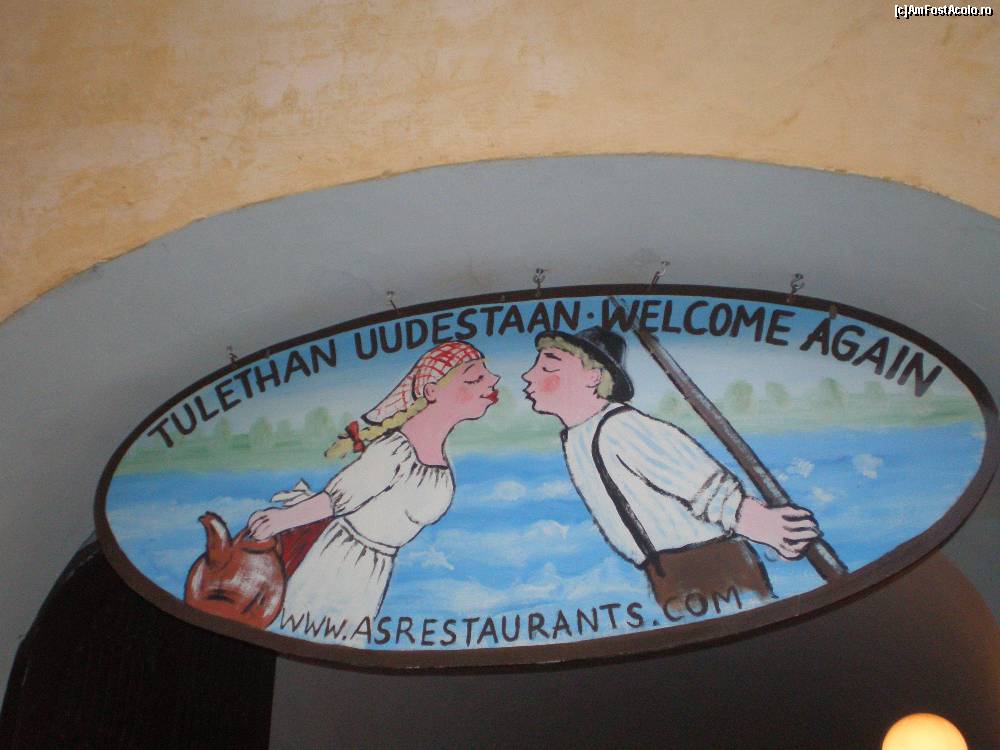 [c]AmFostAcolo.ro
TULETHAN UUDESTAAN · WELCOME AGAIN
WWW.ASRESTAURANTS.COM